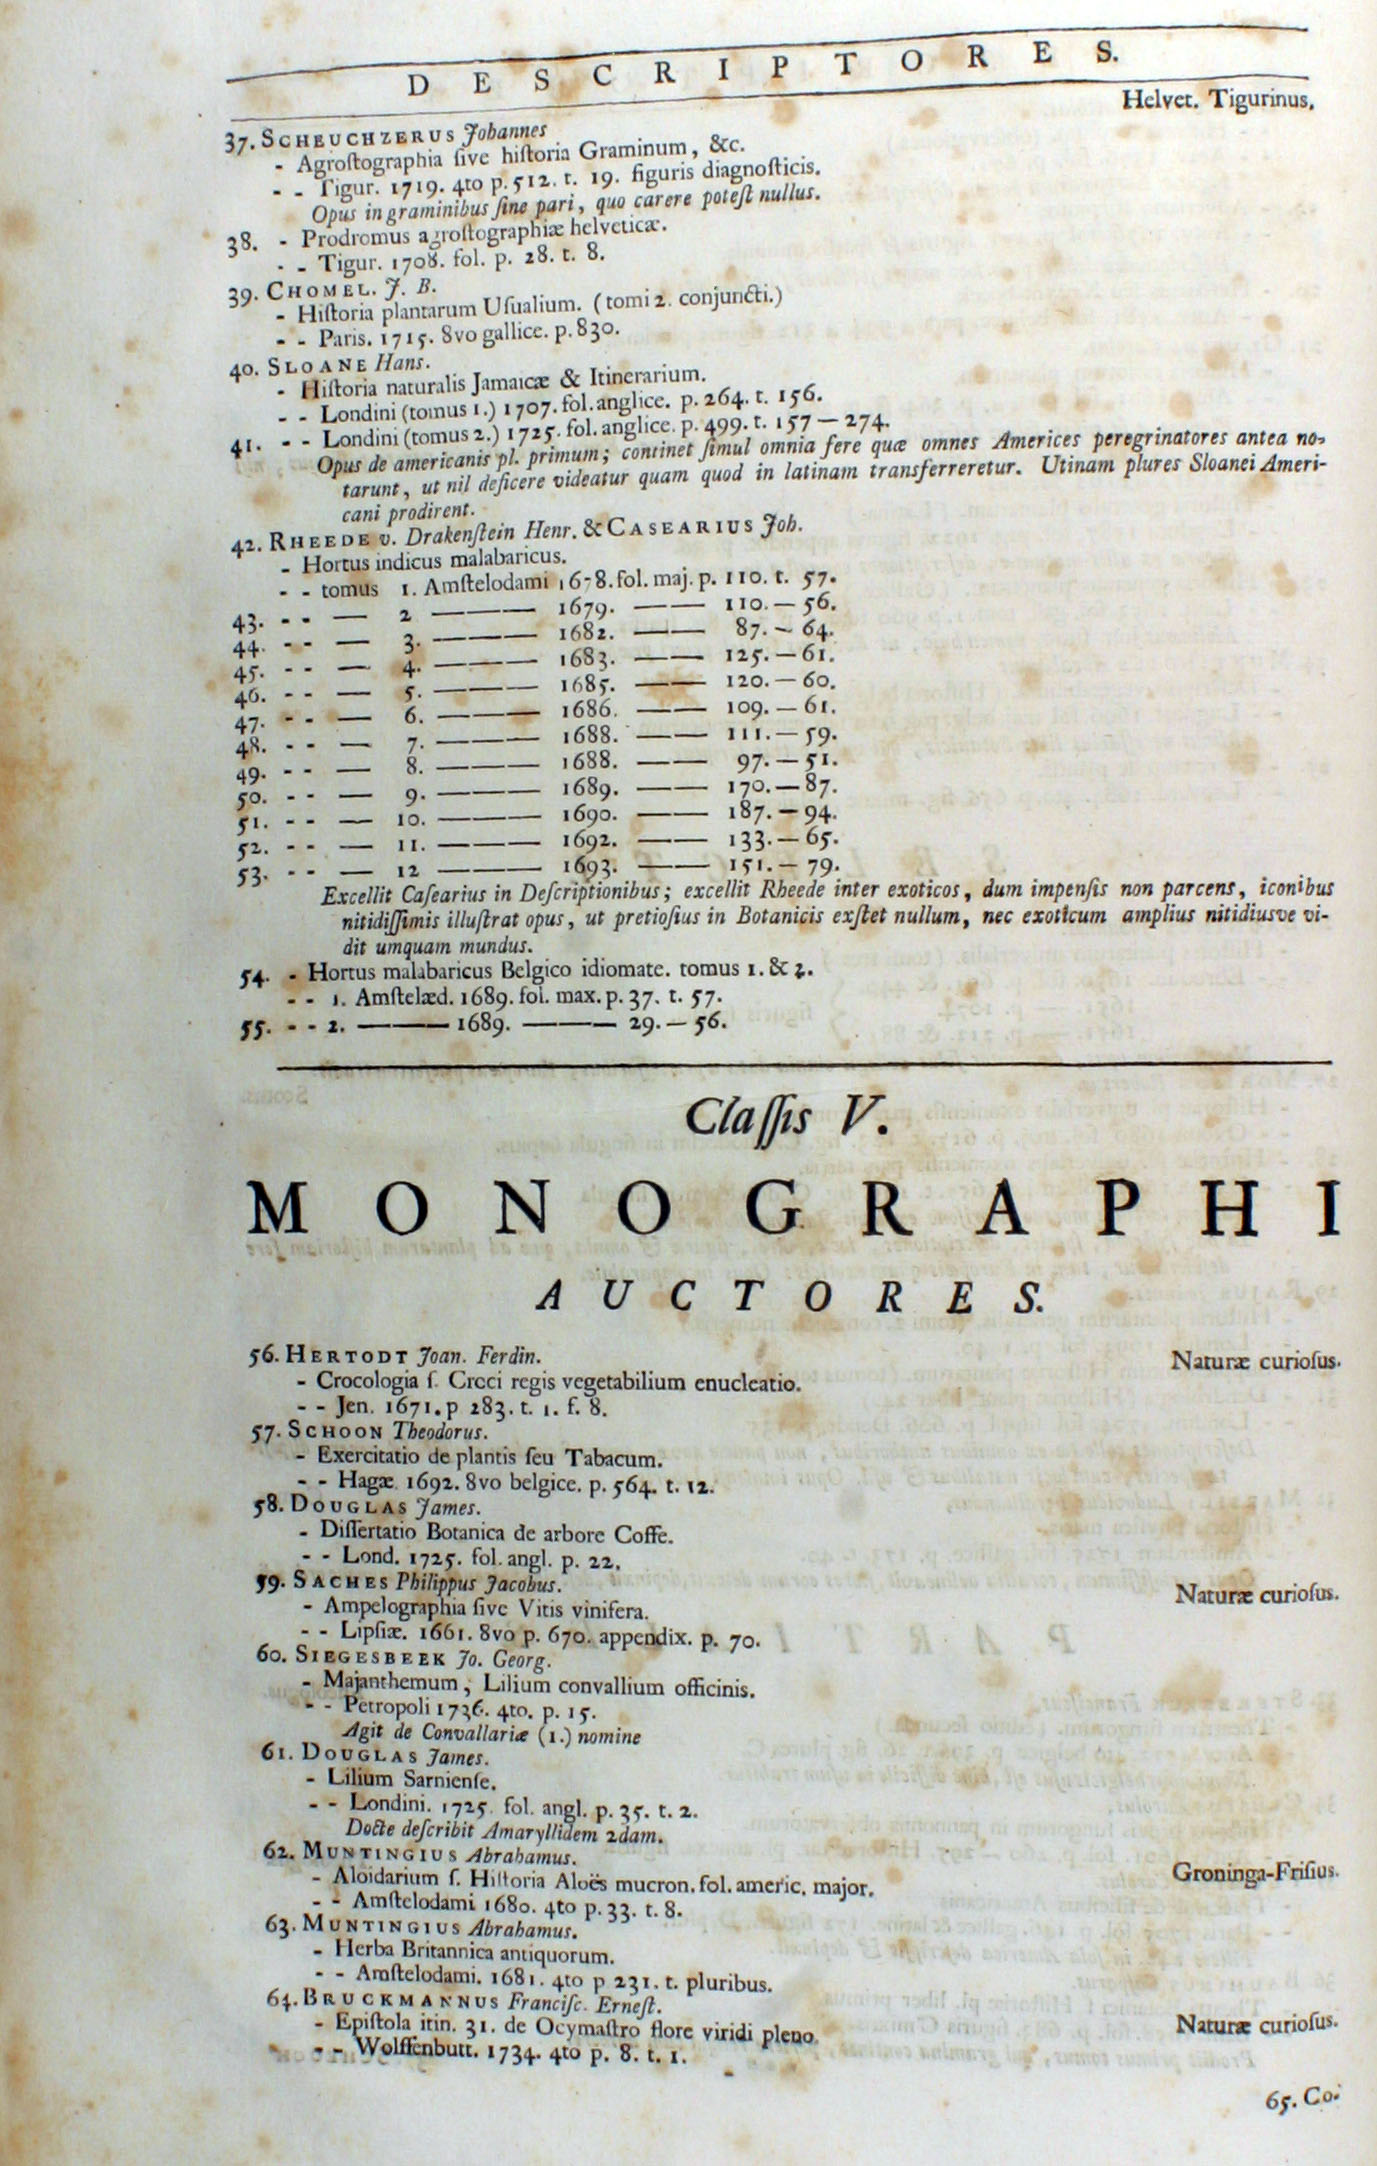 DESCRIPTORES.
37. SCHEUCHZERUS Johannes Helvet. Tigurinus.
- Agroſtographia ſive hiſtoria Graminum, &c.
- - Tigur. 1719. 4to p. 512. t. 19. figuris diagnoſticis.
Opus in graminibus ſine pari, quo carere poteſt nullus.
38. - Prodromus agroſtographiæ helveticæ.
- - Tigur. 1708. fol. p. 28. t. 8.
39. CHOMEL. J. B.
- Hiſtoria plantarum Uſualium. (tomi 2. conjuncti.)
- - Paris. 1715. 8vo gallice. p. 830.
40. SLOANE Hans.
- Hiſtoria naturalis Jamaicæ & Itinerarium.
- - Londini (tomus 1.) 1707. fol. anglice. p. 264. t. 156.
41. - - Londini (tomus 2.) 1725. fol. anglice. p. 499. t. 157 — 274.
Opus de americanis pl. primum; continet ſimul omnia fere quæ omnes Americes peregrinatores antea no-
tarunt, ut nil deficere videatur quam quod in latinam transferreretur. Utinam plures Sloanei Ameri-
cani prodirent.
42. RHEEDE v. Drakenſtein Henr. & CASEARIUS Joh.
- Hortus indicus malabaricus.
- - tomus 1. Amſtelodami 1678. fol. maj. p. 110. t. 57.
43. - - — 2 ——— 1679. —— 110. — 56.
44. - - — 3. ——— 1682. —— 87. — 64.
45. - - — 4. ——— 1683. —— 125. — 61.
46. - - — 5. ——— 1685. —— 120. — 60.
47. - - — 6. ——— 1686. —— 109. — 61.
48. - - — 7. ——— 1688. —— 111. — 59.
49. - - — 8. ——— 1688. —— 97. — 51.
50. - - — 9. ——— 1689. —— 170. — 87.
51. - - — 10. ——— 1690. —— 187. — 94.
52. - - — 11. ——— 1692. —— 133. — 65.
53. - - — 12 ——— 1693. —— 151. — 79.
Excellit Caſearius in Deſcriptionibus; excellit Rheede inter exoticos, dum impenſis non parcens, iconibus
nitidiſſimis illuſtrat opus, ut pretioſius in Botanicis exſtet nullum, nec exoticum amplius nitidiusve vi-
dit umquam mundus.
54. - Hortus malabaricus Belgico idiomate. tomus 1. & 2.
- - 1. Amſtelæd. 1689. fol. max. p. 37. t. 57.
55. - - 2. ——— 1689. ——— 29. — 56.
Claſſis V.
MONOGRAPHI
AUCTORES.
56. HERTODT Joan. Ferdin. Naturæ curioſus.
- Crocologia ſ. Croci regis vegetabilium enucleatio.
- - Jen. 1671. p 283. t. 1. f. 8.
57. SCHOON Theodorus.
- Exercitatio de plantis ſeu Tabacum.
- - Hagæ 1692. 8vo belgice. p. 564. t. 12.
58. DOUGLAS James.
- Diſſertatio Botanica de arbore Coffe.
- - Lond. 1725. fol. angl. p. 22.
59. SACHES Philippus Jacobus. Naturæ curioſus.
- Ampelographia ſive Vitis vinifera.
- - Lipſiæ. 1661. 8vo p. 670. appendix. p. 70.
60. SIEGESBEEK Jo. Georg.
- Majanthemum, Lilium convallium officinis.
- - Petropoli 1736. 4to. p. 15.
Agit de Convallariæ (1.) nomine
61. DOUGLAS James.
- Lilium Sarnienſe.
- - Londini. 1725. fol. angl. p. 35. t. 2.
Docte deſcribit Amaryllidem 2dam.
62. MUNTINGIUS Abrahamus. Groninga-Friſius.
- Aloidarium ſ. Hiſtoria Aloës mucron. fol. americ. major.
- - Amſtelodami 1680. 4to p. 33. t. 8.
63. MUNTINGIUS Abrahamus.
- Herba Britannica antiquorum.
- - Amſtelodami. 1681. 4to p 231. t. pluribus.
64. BRUCKMANNUS Franciſc. Erneſt. Naturæ curioſus.
- Epiſtola itin. 31. de Ocymaſtro flore viridi pleno.
- - Wolffenbutt. 1734. 4to p. 8. t. 1.
65. Co-